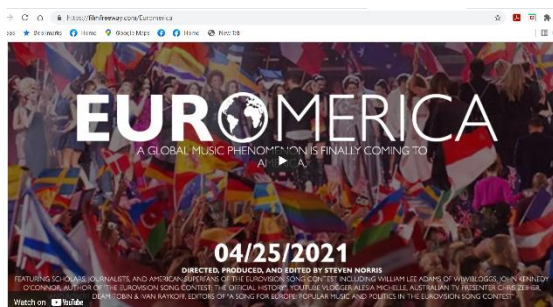 https://filmfreeway.com/Euromerica
Bookmarks Home Google Maps Home New Tab
EUROMERICA
A GLOBAL MUSIC PHENOMENON IS FINALLY COMING TO
AMERICA.
04/25/2021
DIRECTED, PRODUCED, AND EDITED BY STEVEN NORRIS
FEATURING SCHOLARS, JOURNALISTS, AND AMERICAN SUPERFANS OF THE EUROVISION SONG CONTEST INCLUDING WILLIAM LEE ADAMS OF WIWIBLOGGS, JOHN KENNEDY
O'CONNOR, AUTHOR OF "THE EUROVISION SONG CONTEST: THE OFFICIAL HISTORY", YOUTUBE VLOGGER ALESIA MICHELLE, AUSTRALIAN TV PRESENTER CHRIS ZEIHER,
DEAM TOBIN & IVAN RAYKOFF, EDITORS OF "A SONG FOR EUROPE: POPULAR MUSIC AND POLITICS IN THE EUROVISION SONG CONTEST"
Watch on YouTube